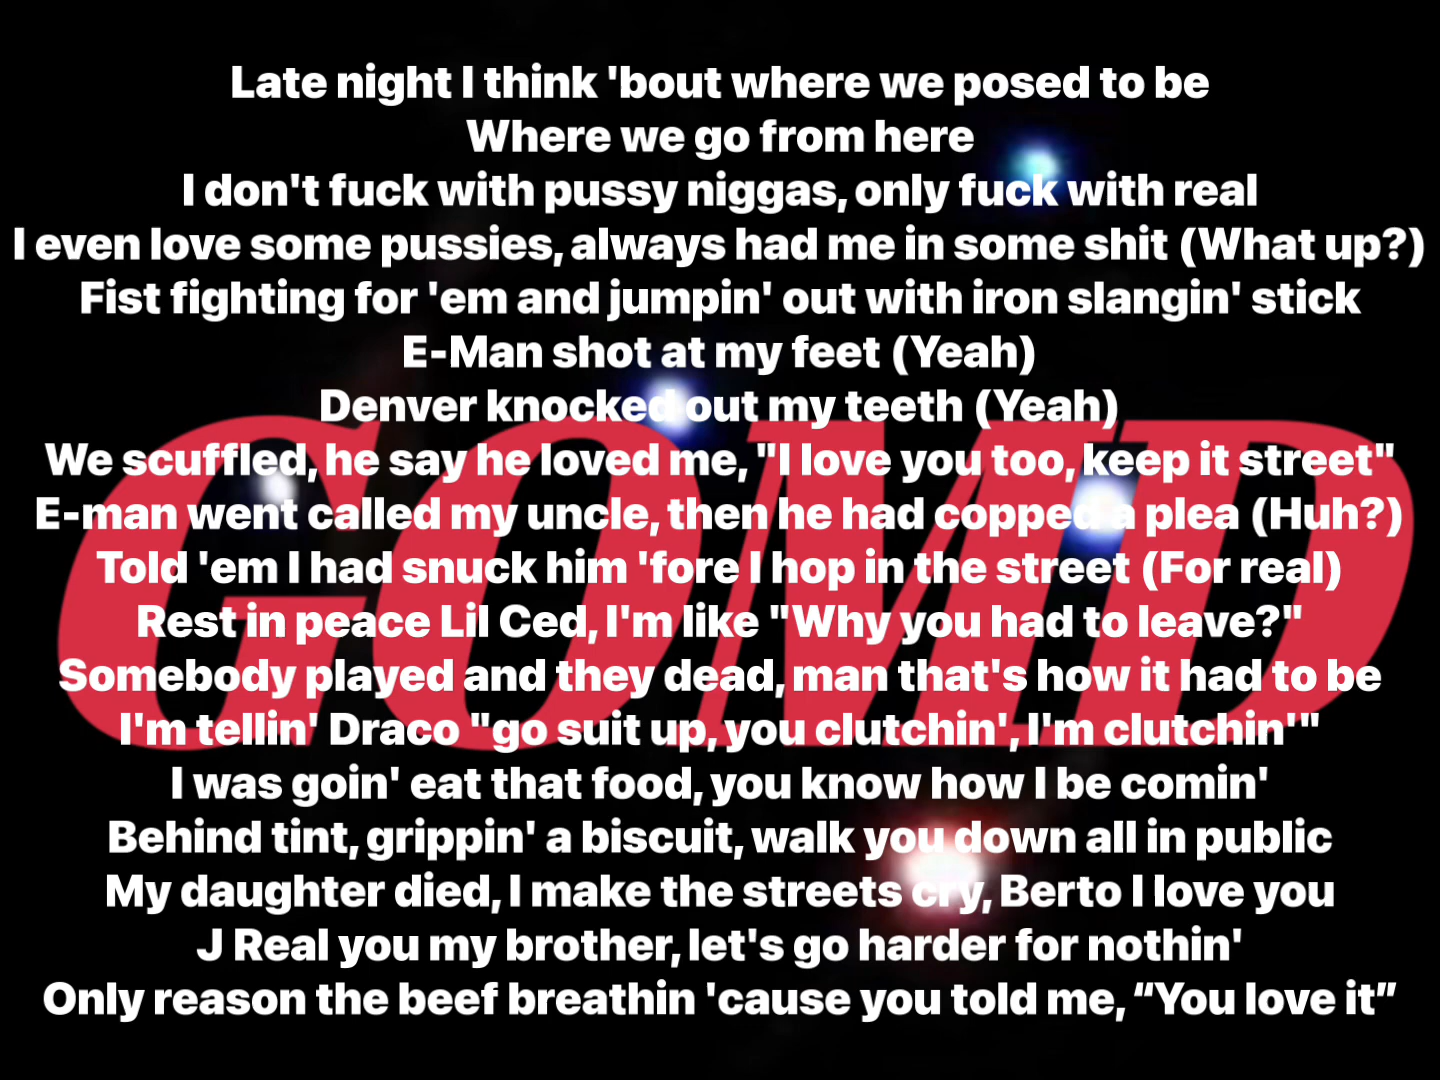 Late night I think 'bout where we posed to be
Where we go from here
I don't fuck with pussy niggas, only fuck with real
I even love some pussies, always had me in some shit (What up?)
Fist fighting for 'em and jumpin' out with iron slangin' stick
E-Man shot at my feet (Yeah)
Denver knocked out my teeth (Yeah)
We scuffled, he say he loved me, "I love you too, keep it street"
E-man went called my uncle, then he had copped a plea (Huh?)
Told 'em I had snuck him 'fore I hop in the street (For real)
Rest in peace Lil Ced, I'm like "Why you had to leave?"
Somebody played and they dead, man that's how it had to be
I'm tellin' Draco "go suit up, you clutchin', I'm clutchin'"
I was goin' eat that food, you know how I be comin'
Behind tint, grippin' a biscuit, walk you down all in public
My daughter died, I make the streets cry, Berto I love you
J Real you my brother, let's go harder for nothin'
Only reason the beef breathin 'cause you told me, “You love it”
GOMD